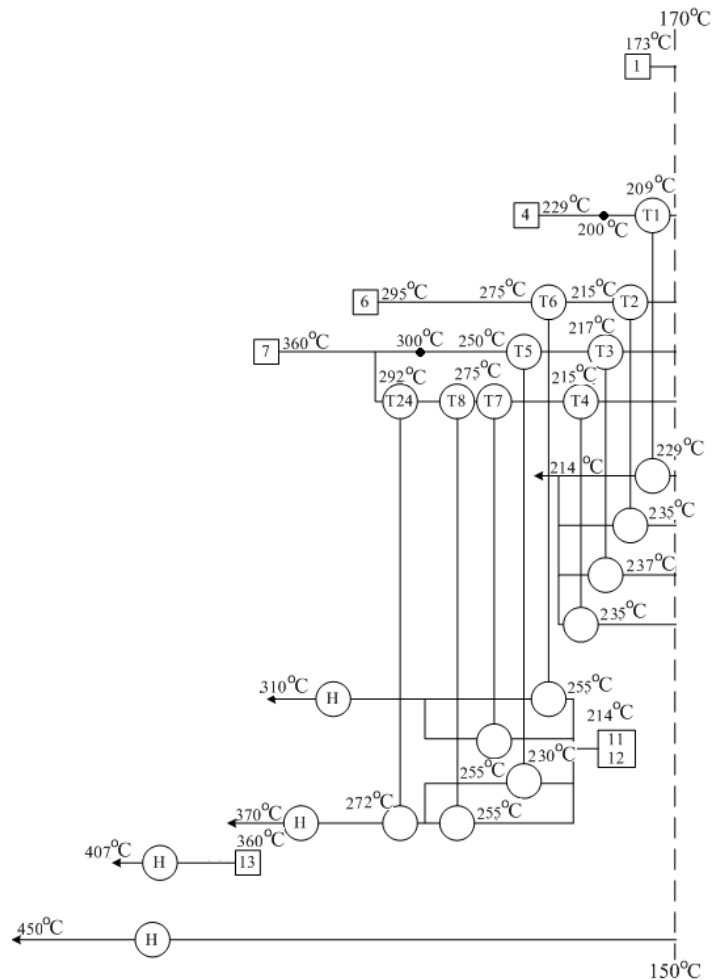 170°C
173°C
1
209°C
4 229°C T1
200°C
295°C 275°C 215°C
6 T6 T2
217°C
360°C 300°C 250°C
7 T5 T3
292°C 275°C 215°C
T24 T8 T7 T4
214 °C 229°C
235°C
237°C
235°C
310°C H 255°C
214°C
11
12
230°C
255°C
370°C 272°C 255°C
H
360°C
407°C H 13
450°C
H
150°C